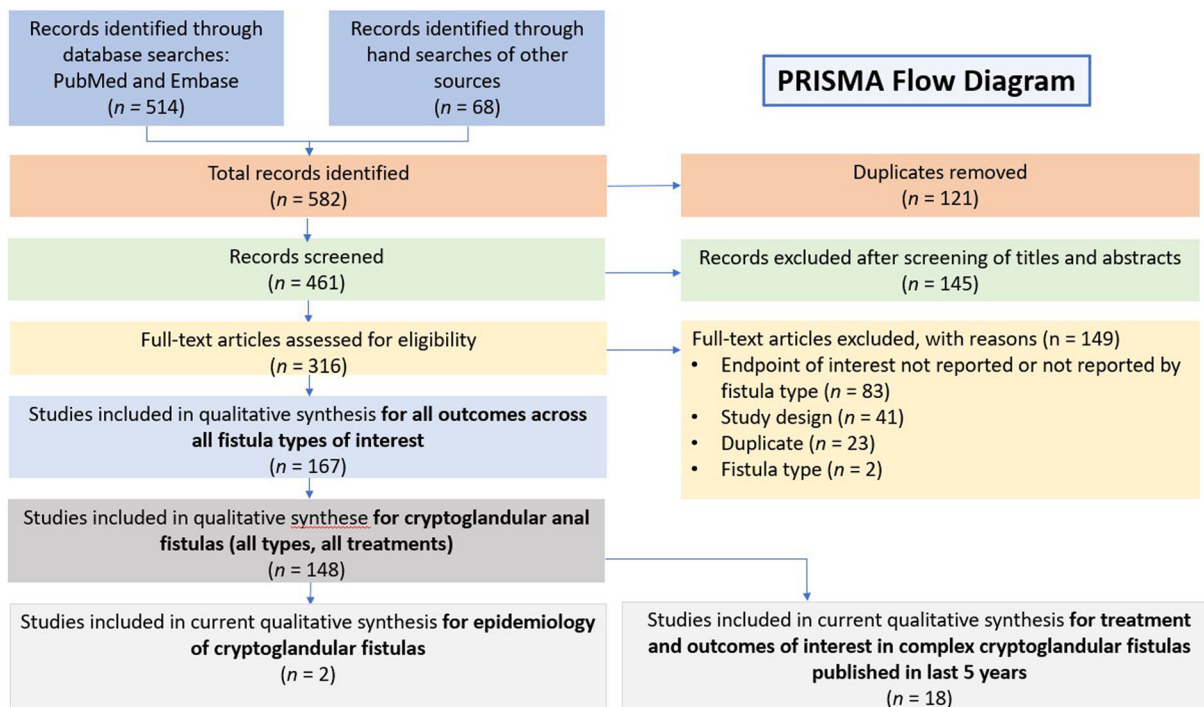 Records identified through
database searches:
PubMed and Embase
(n = 514)
Records identified through
hand searches of other
sources
(n = 68)
PRISMA Flow Diagram
Total records identified
(n = 582)
Duplicates removed
(n = 121)
Records screened
(n = 461)
Records excluded after screening of titles and abstracts
(n = 145)
Full-text articles assessed for eligibility
(n = 316)
Full-text articles excluded, with reasons (n = 149)
• Endpoint of interest not reported or not reported by
fistula type (n = 83)
• Study design (n = 41)
• Duplicate (n = 23)
• Fistula type (n = 2)
Studies included in qualitative synthesis for all outcomes across
all fistula types of interest
(n = 167)
Studies included in qualitative synthese for cryptoglandular anal
fistulas (all types, all treatments)
(n = 148)
Studies included in current qualitative synthesis for epidemiology
of cryptoglandular fistulas
(n = 2)
Studies included in current qualitative synthesis for treatment
and outcomes of interest in complex cryptoglandular fistulas
published in last 5 years
(n = 18)